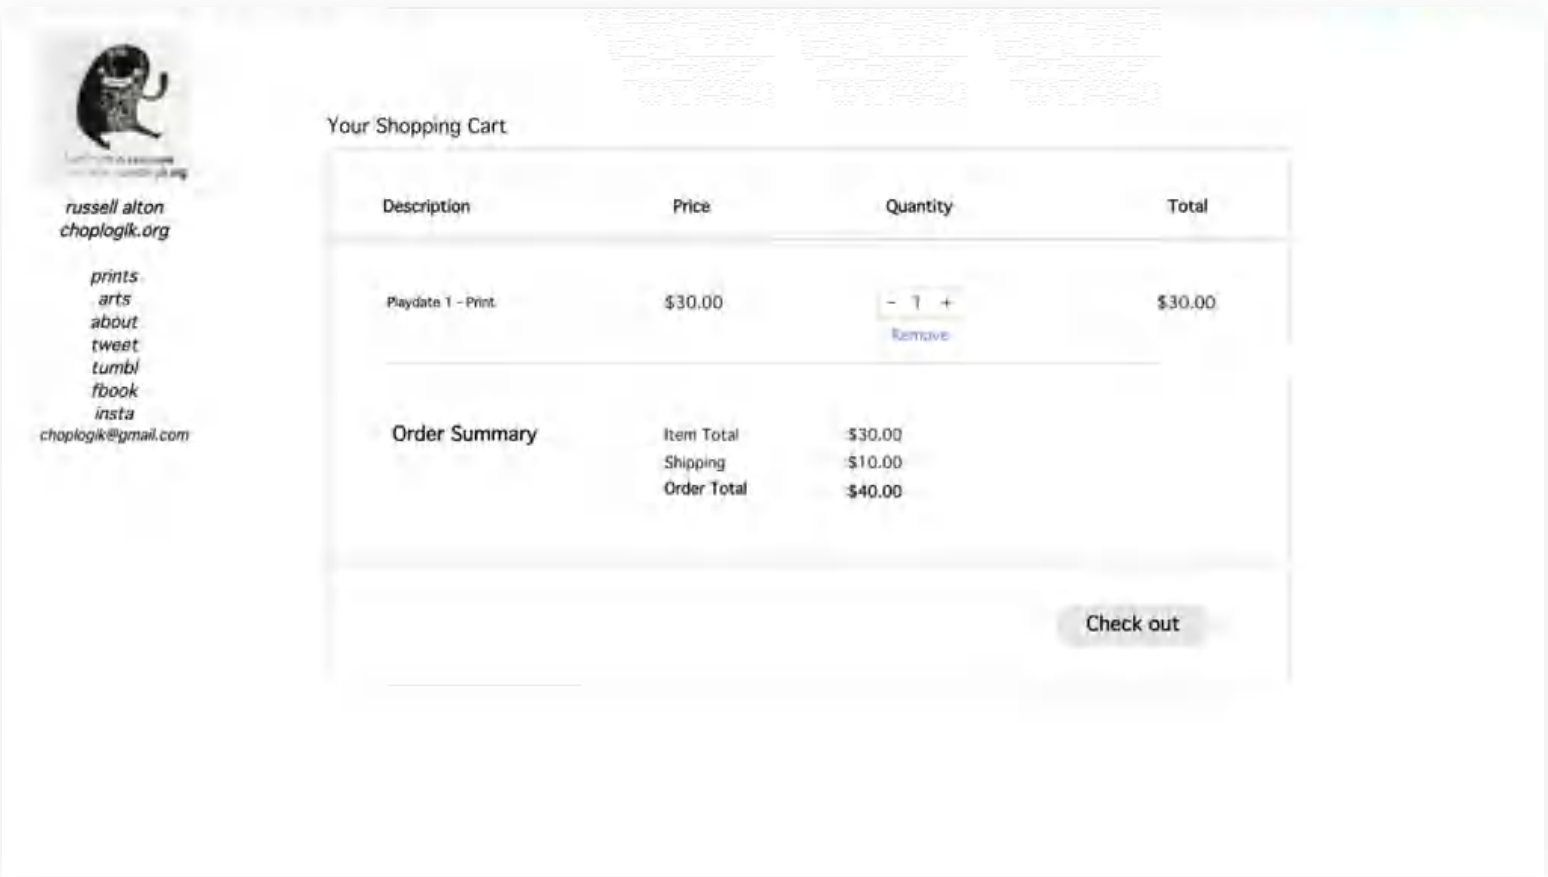 russell alton
choplogik.org
prints
arts
about
tweet
tumbl
fbook
insta
choplogik@gmail.com
Your Shopping Cart
Description Price Quantity Total
Playdate 1 - Print $30.00 - 1 + $30.00
Remove
Order Summary Item Total $30.00
Shipping $10.00
Order Total $40.00
Check out